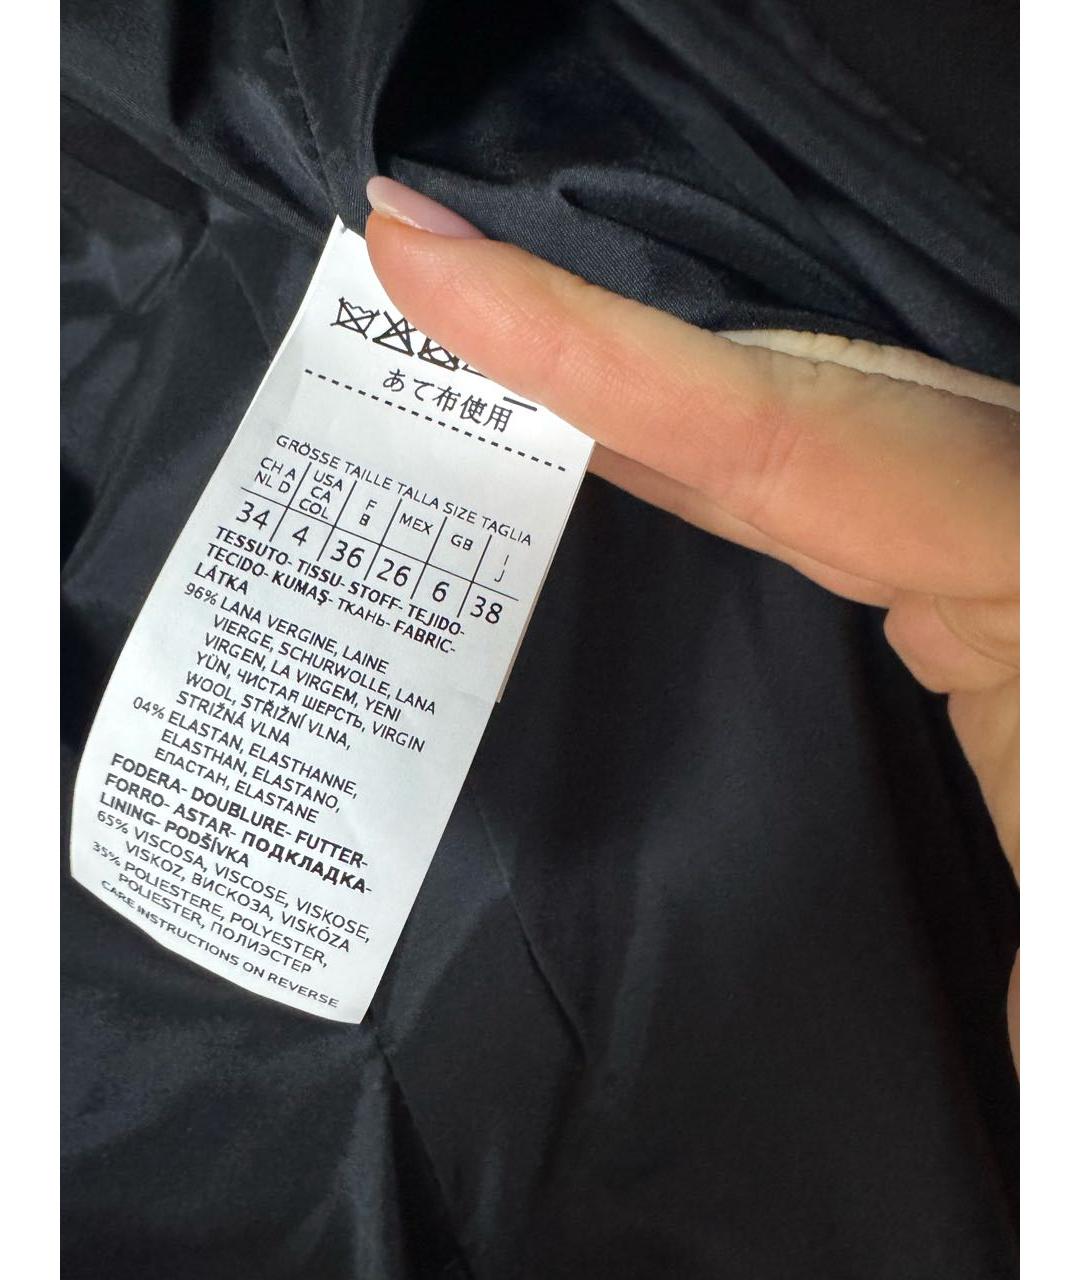 あて布使用
GRÖSSE TAILLE TALLA SIZE TAGLIA
CH A USA F MEX GB I
NL D CA B J
COL
34 4 36 26 6 38
TESSUTO- TISSU- STOFF- TEJIDO-
TECIDO- KUMAŞ- ТКАНЬ- FABRIC-
LÁTKA
96% LANA VERGINE, LAINE
VIERGE, SCHURWOLLE, LANA
VIRGEN, LA VIRGEM, YENI
YÜN, ЧИСТАЯ ШЕРСТЬ, VIRGIN
WOOL, STŘIŽNÍ VLNA,
STRIŽNÁ VLNA
04% ELASTAN, ELASTHANNE,
ELASTHAN, ELASTANO,
ЕПАСТАН, ELASTANE
FODERA- DOUBLURE- FUTTER-
FORRO- ASTAR- ПОДКЛАДКА-
LINING- PODŠÍVKA
65% VISCOSA, VISCOSE, VISKOSE,
VISKOZ, ВИСКОЗА, VISKÓZA
35% POLIESTERE, POLYESTER,
POLIESTER, ПОЛИЭСТЕР
CARE INSTRUCTIONS ON REVERSE